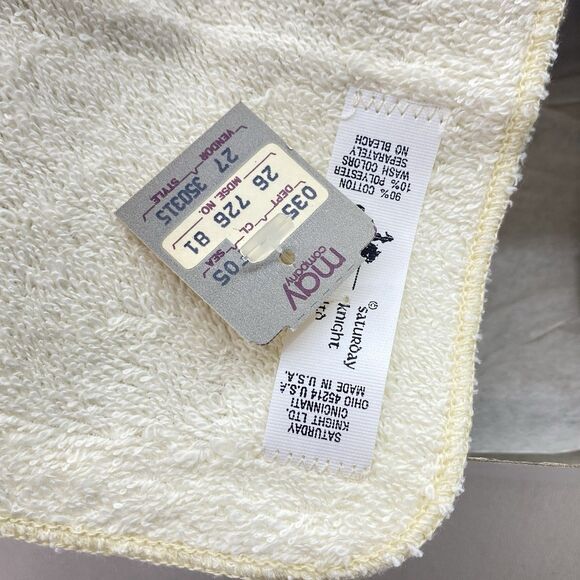 may
company
035 26 726 81
DEPT CL MDSE NO.
05
SEA
27 350315
VENDOR STYLE
90% COTTON
10% POLYESTER
WASH COLORS
SEPARATELY
NO BLEACH
saturday
knight
LTD
SATURDAY
KNIGHT LTD.
CINCINNATI
OHIO 45214 U.S.A.
MADE IN U.S.A.